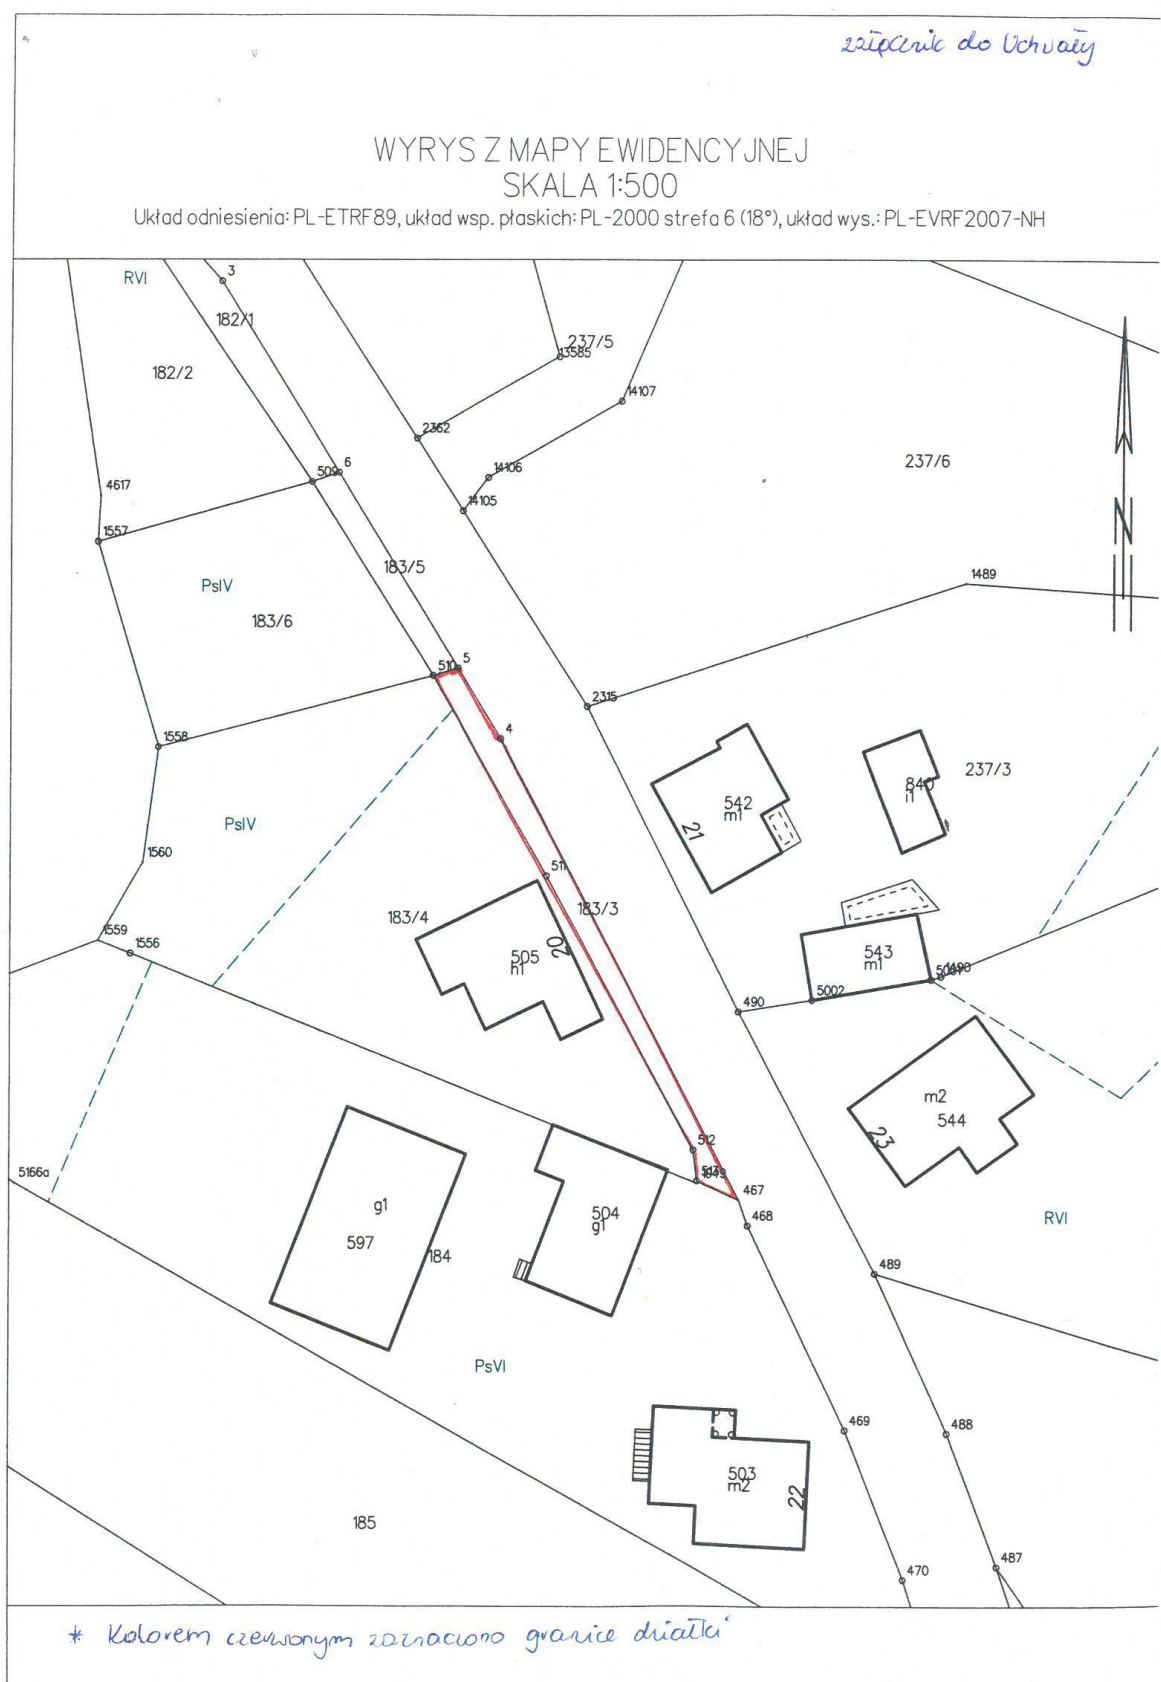 załącznik do Uchwały
WYRYS Z MAPY EWIDENCYJNEJ
SKALA 1:500
Układ odniesienia: PL-ETRF89, układ wsp. płaskich: PL-2000 strefa 6 (18°), układ wys.: PL-EVRF2007-NH
RVI
3
182/1
182/2
237/5
13585
14107
2362
6
509
14106
237/6
4617
14105
N
1557
183/5
1489
PsIV
183/6
5
510
2315
1558
4
237/3
840
i1
542
m1
21
PsIV
1560
511
183/3
183/4
1559
1556
20
505
h1
543
m1
1490
5002
490
m2
544
23
512
5166a
513
467
g1
504
g1
468
RVI
597
184
489
PsVI
469
488
503
m2
22
185
487
470
* Kolorem czerwonym zaznaczono granice działki